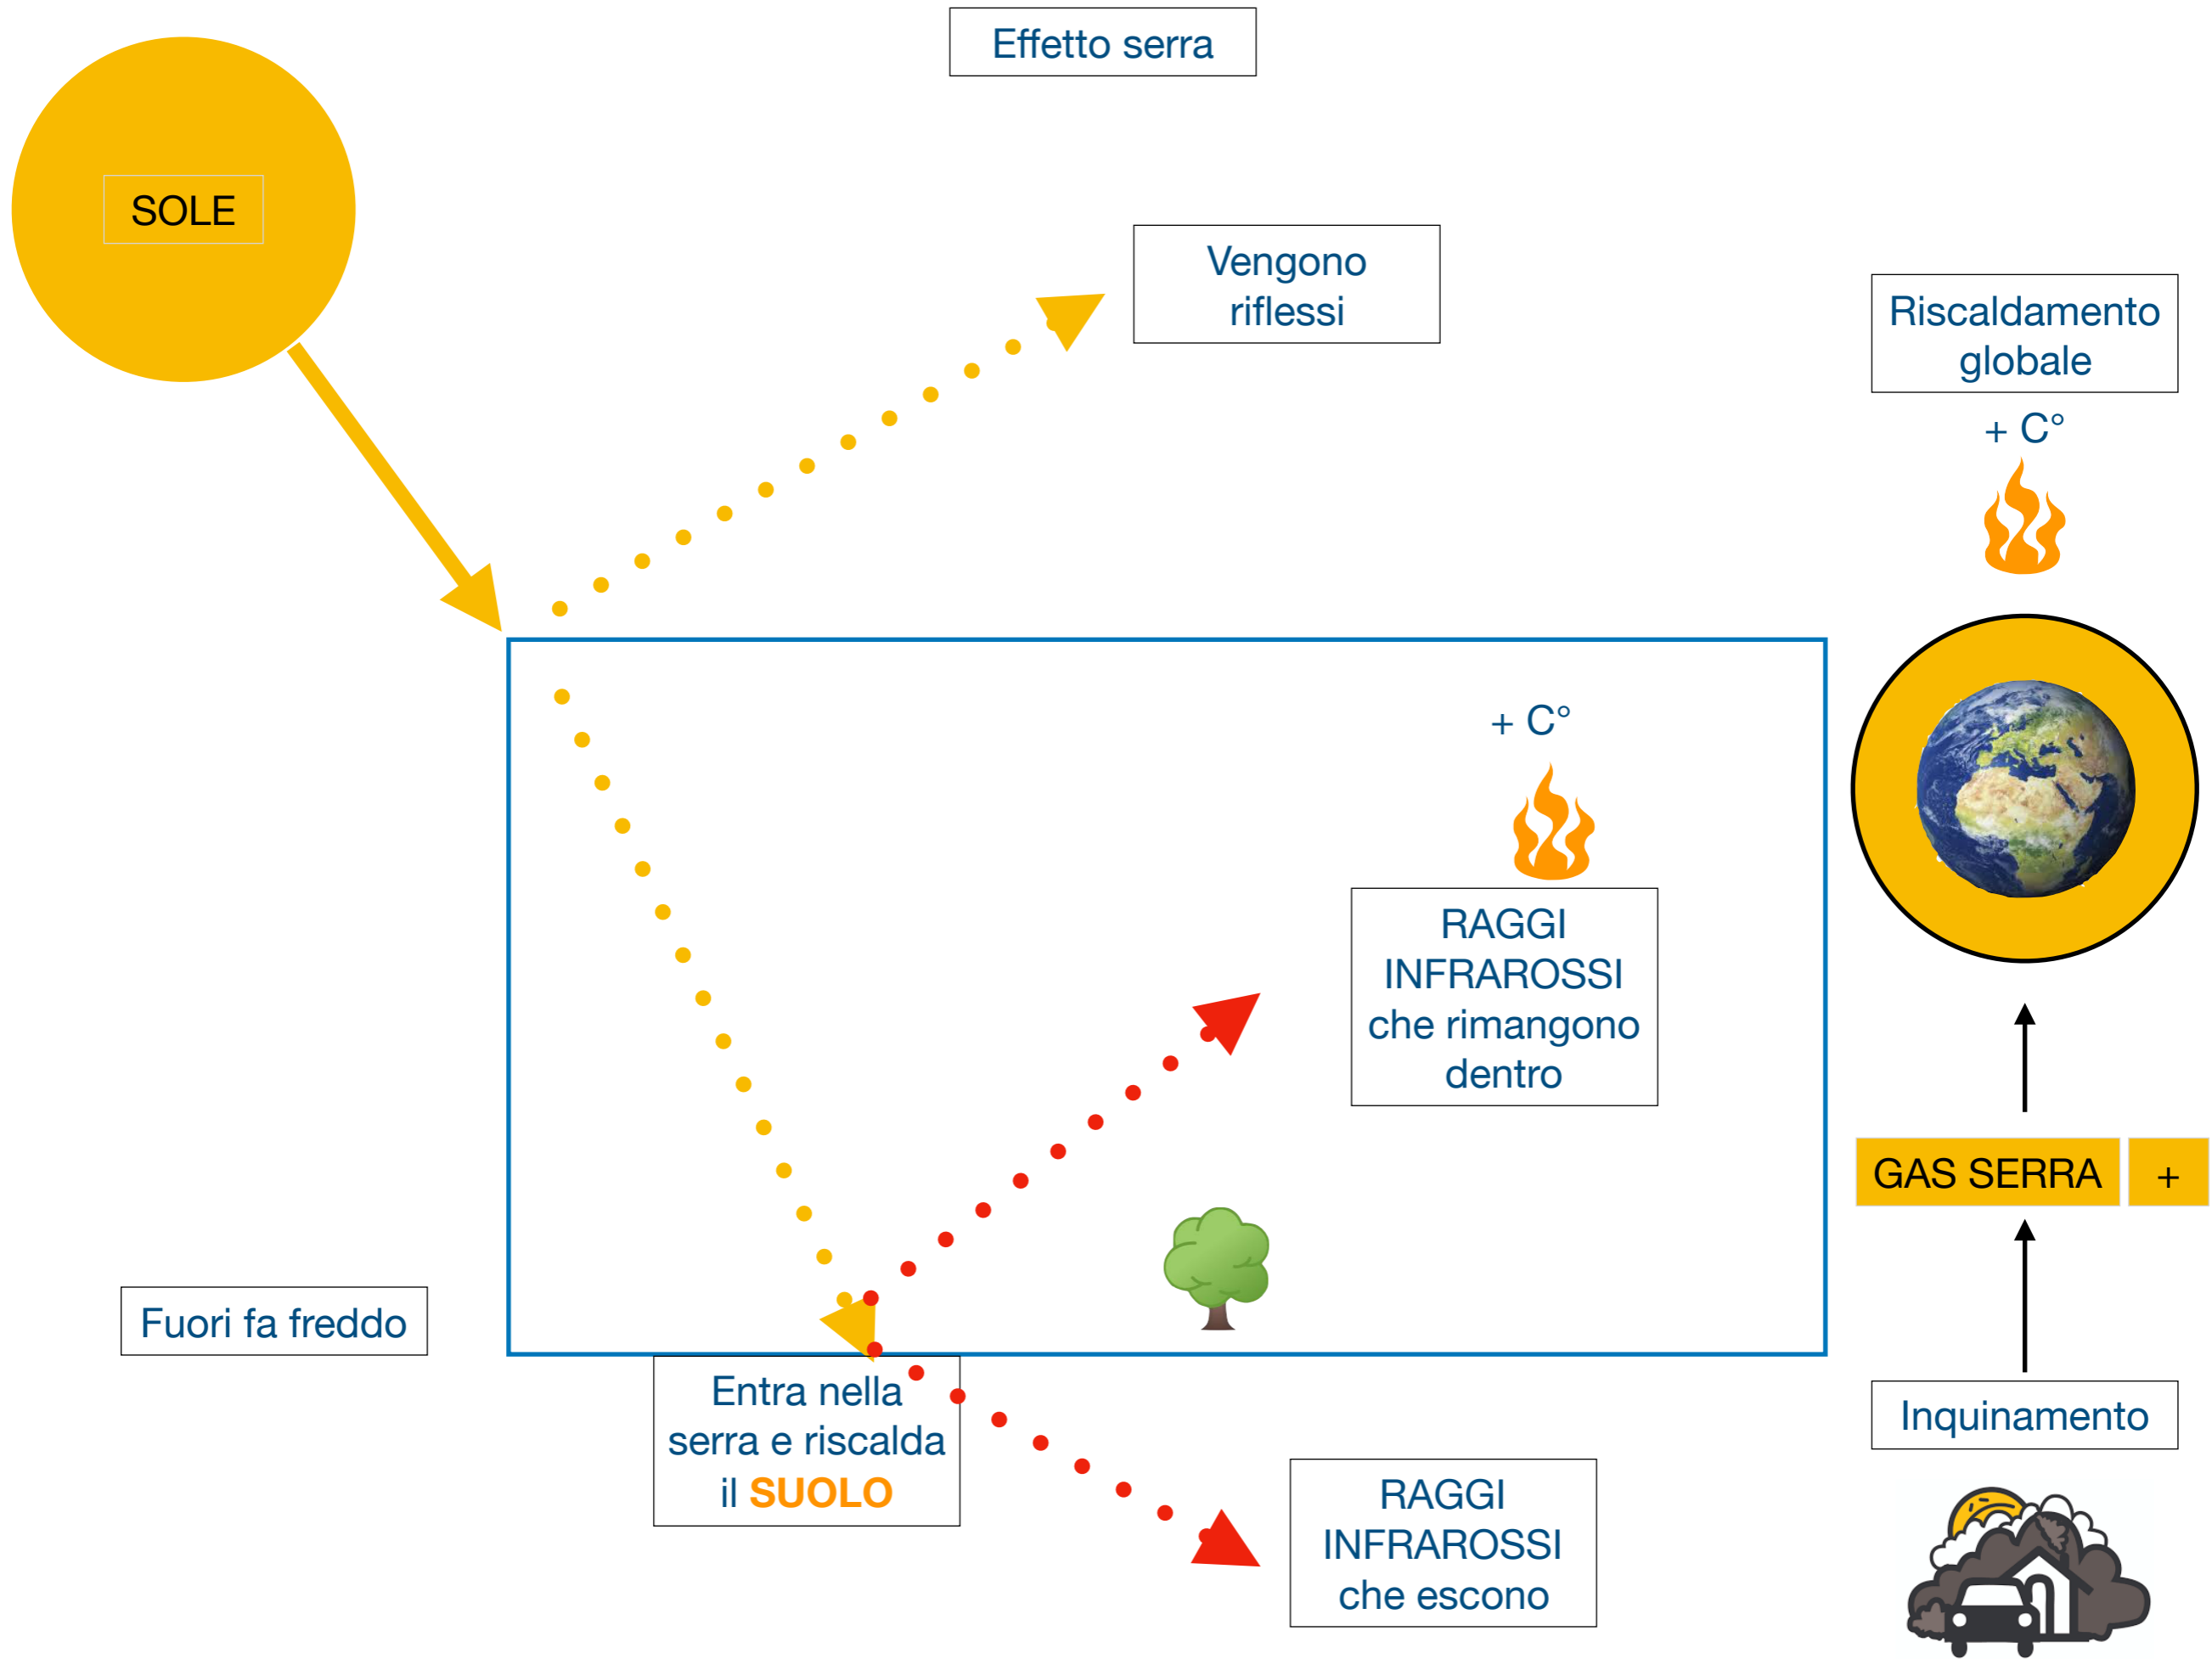 Effetto serra
SOLE
Vengono
riflessi
Riscaldamento
globale
+ C°
+ C°
RAGGI
INFRAROSSI
che rimangono
dentro
GAS SERRA
+
Fuori fa freddo
Entra nella
serra e riscalda
il SUOLO
Inquinamento
RAGGI
INFRAROSSI
che escono